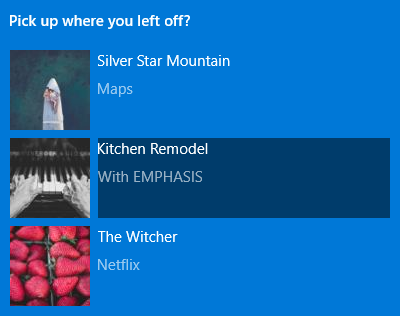 Pick up where you left off?
Silver Star Mountain
Maps
Kitchen Remodel
With EMPHASIS
The Witcher
Netflix